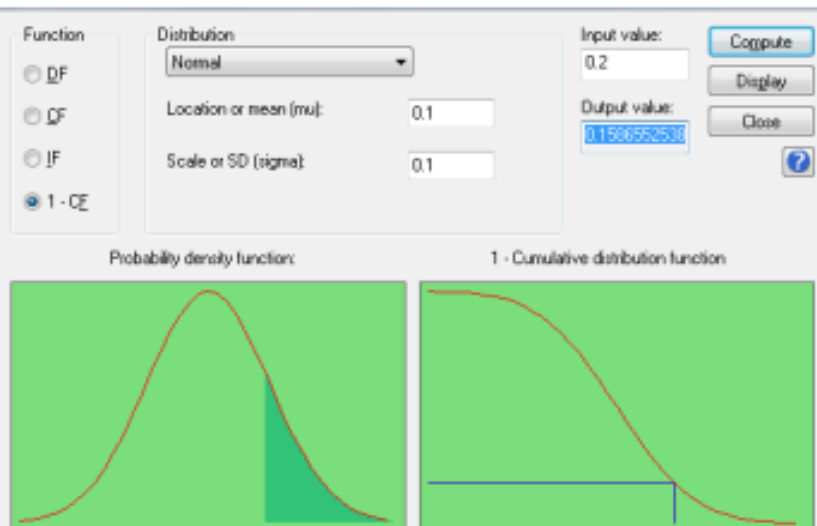 Function
DF
CF
IF
1 - CF
Distribution
Normal
Location or mean (mu):
0.1
Scale or SD (sigma):
0.1
Input value:
0.2
Output value:
0.1586552538
Compute
Display
Close
?
Probability density function:
1 - Cumulative distribution function